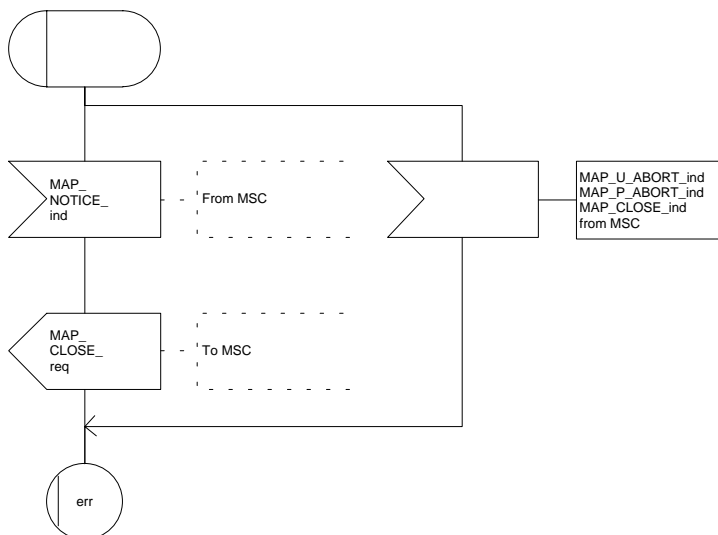 MAP_
NOTICE_
ind
From MSC
MAP_U_ABORT_ind
MAP_P_ABORT_ind
MAP_CLOSE_ind
from MSC
MAP_
CLOSE_
req
To MSC
err